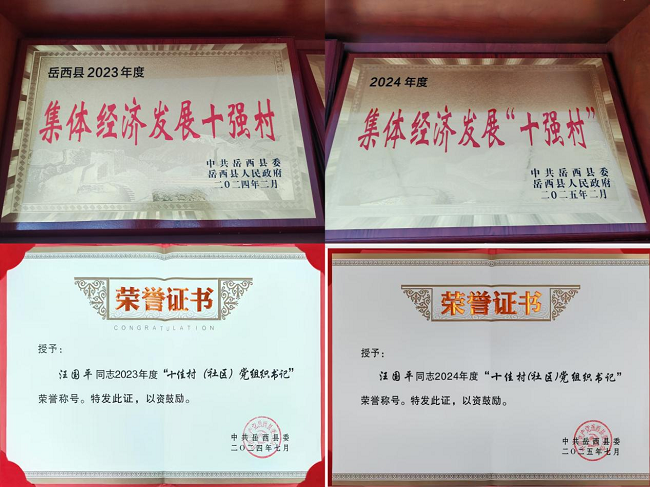 岳西县2023年度
集体经济发展十强村
中共岳西县委
岳西县人民政府
二〇二四年二月
2024年度
集体经济发展“十强村”
中共岳西县委
岳西县人民政府
二〇二五年二月
荣誉证书
CONGRATULATION
授予：
汪国平同志2023年度“十佳村（社区）党组织书记”
荣誉称号。特发此证，以资鼓励。
中共岳西县委
二〇二四年七月
荣誉证书
授予：
汪国平同志2024年度“十佳村(社区)党组织书记”
荣誉称号。特发此证，以资鼓励。
中共岳西县委
二〇二五年七月